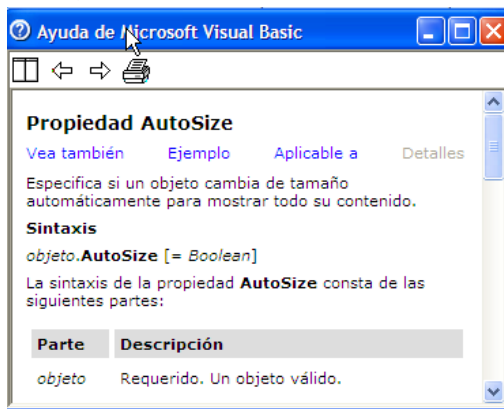 Ayuda de Microsoft Visual Basic
Propiedad AutoSize
Vea también Ejemplo Aplicable a Detalles
Especifica si un objeto cambia de tamaño
automáticamente para mostrar todo su contenido.
Sintaxis
objeto.AutoSize [= Boolean]
La sintaxis de la propiedad AutoSize consta de las
siguientes partes:
Parte Descripción
objeto Requerido. Un objeto válido.